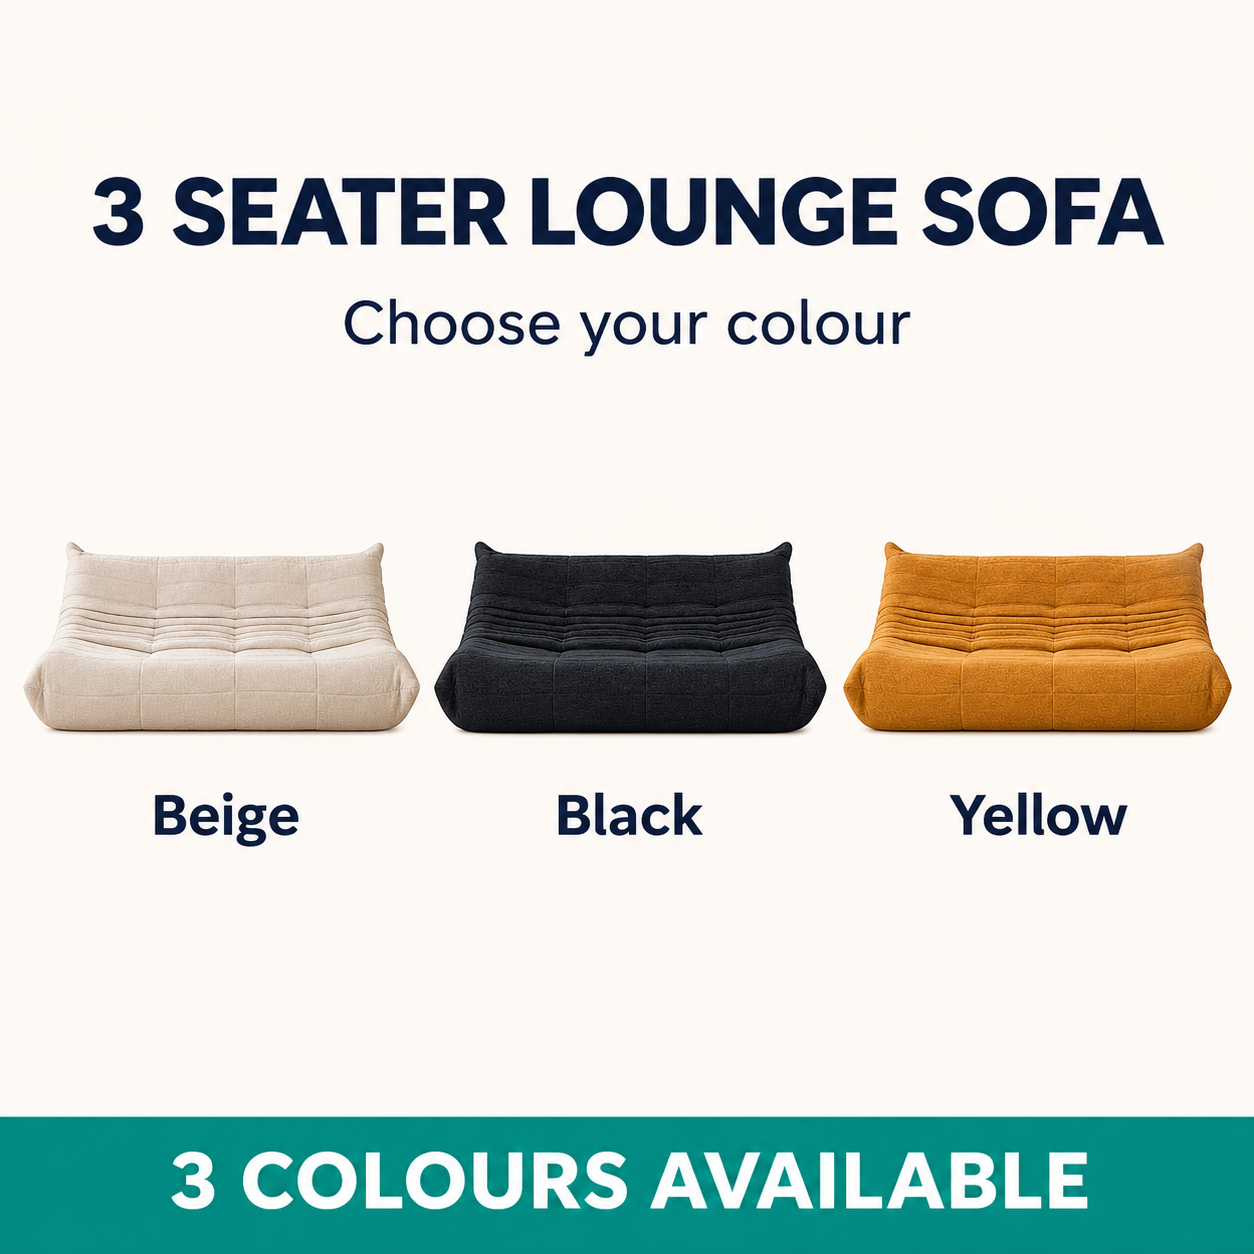 3 SEATER LOUNGE SOFA
Choose your colour
Beige
Black
Yellow
3 COLOURS AVAILABLE